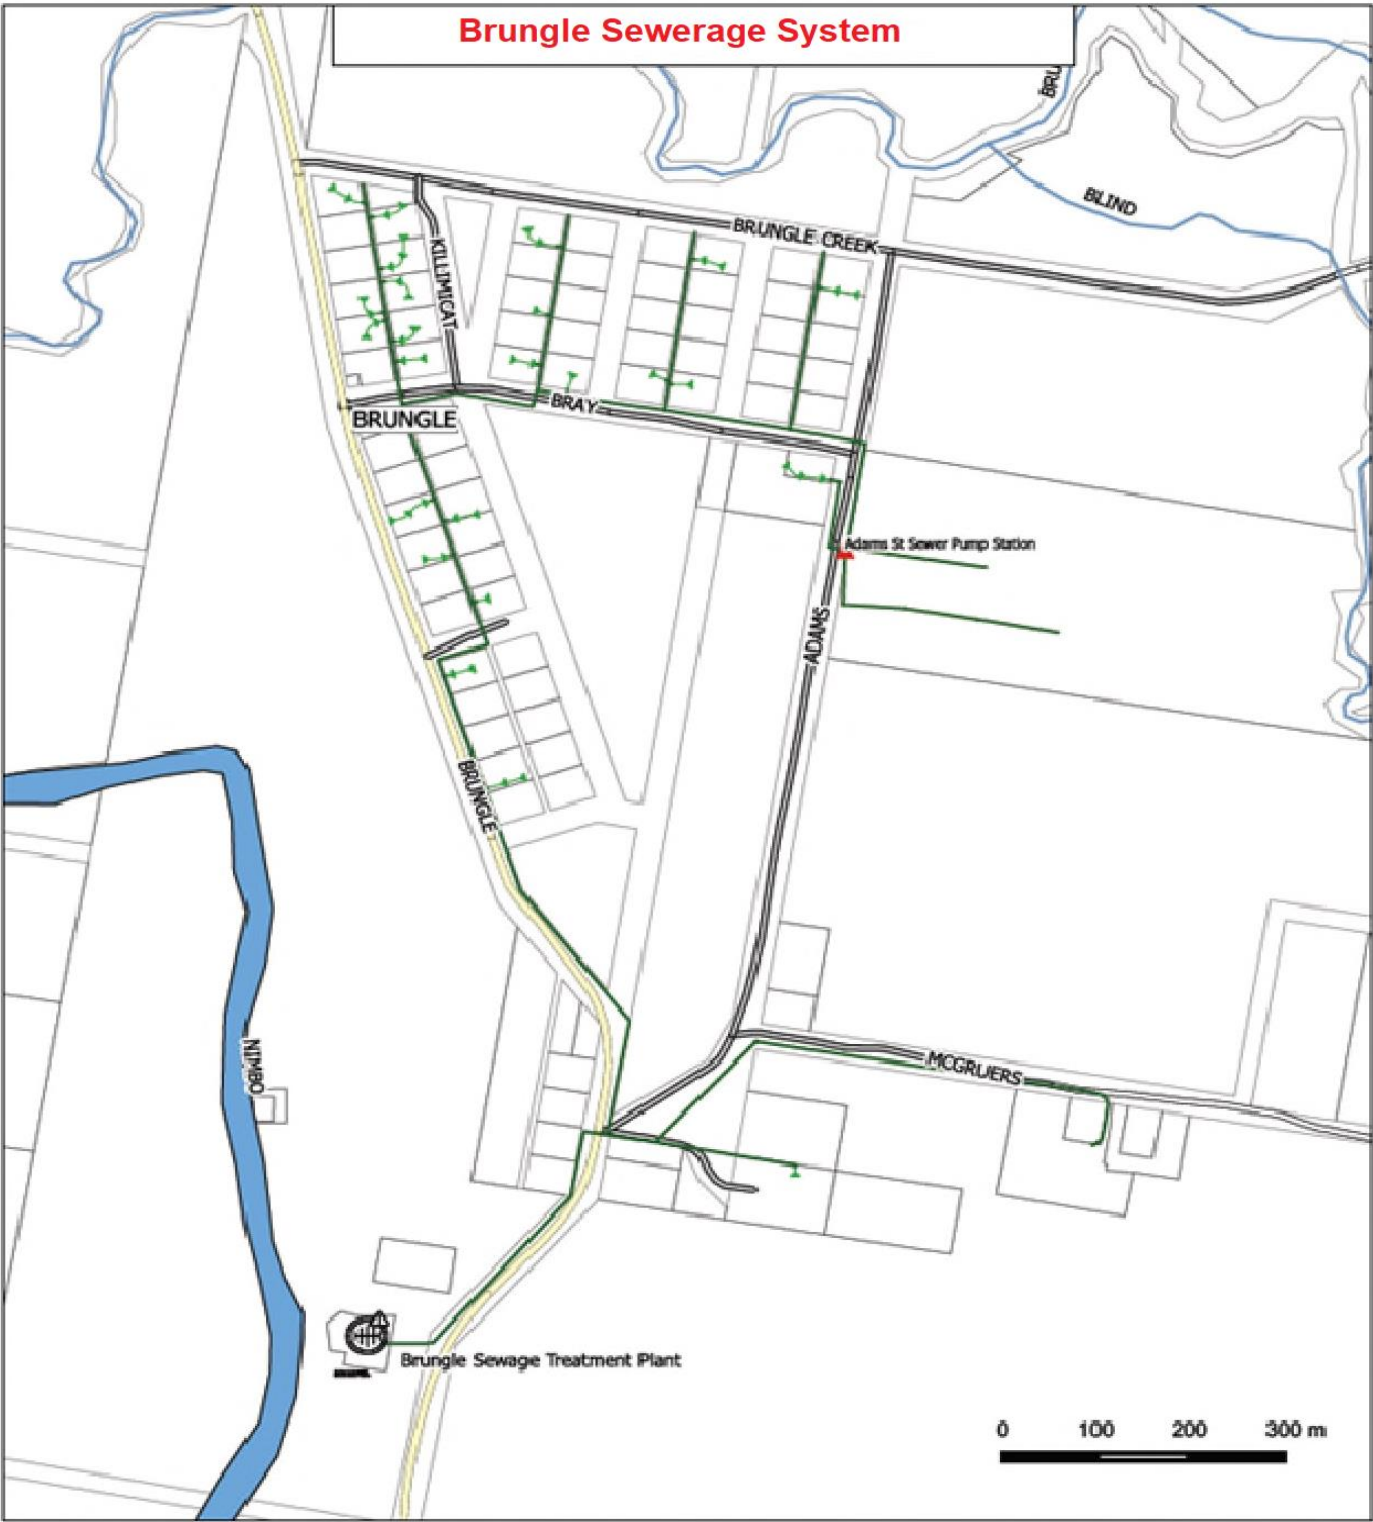 Brungle Sewerage System
BRU
BLIND
BRUNGLE CREEK
KILLIMICAT
BRAY
BRUNGLE
Adams St Sewer Pump Station
ADAMS
BRUNGLE
NIMBO
MCGRUERS
Brungle Sewage Treatment Plant
0 100 200 300 m